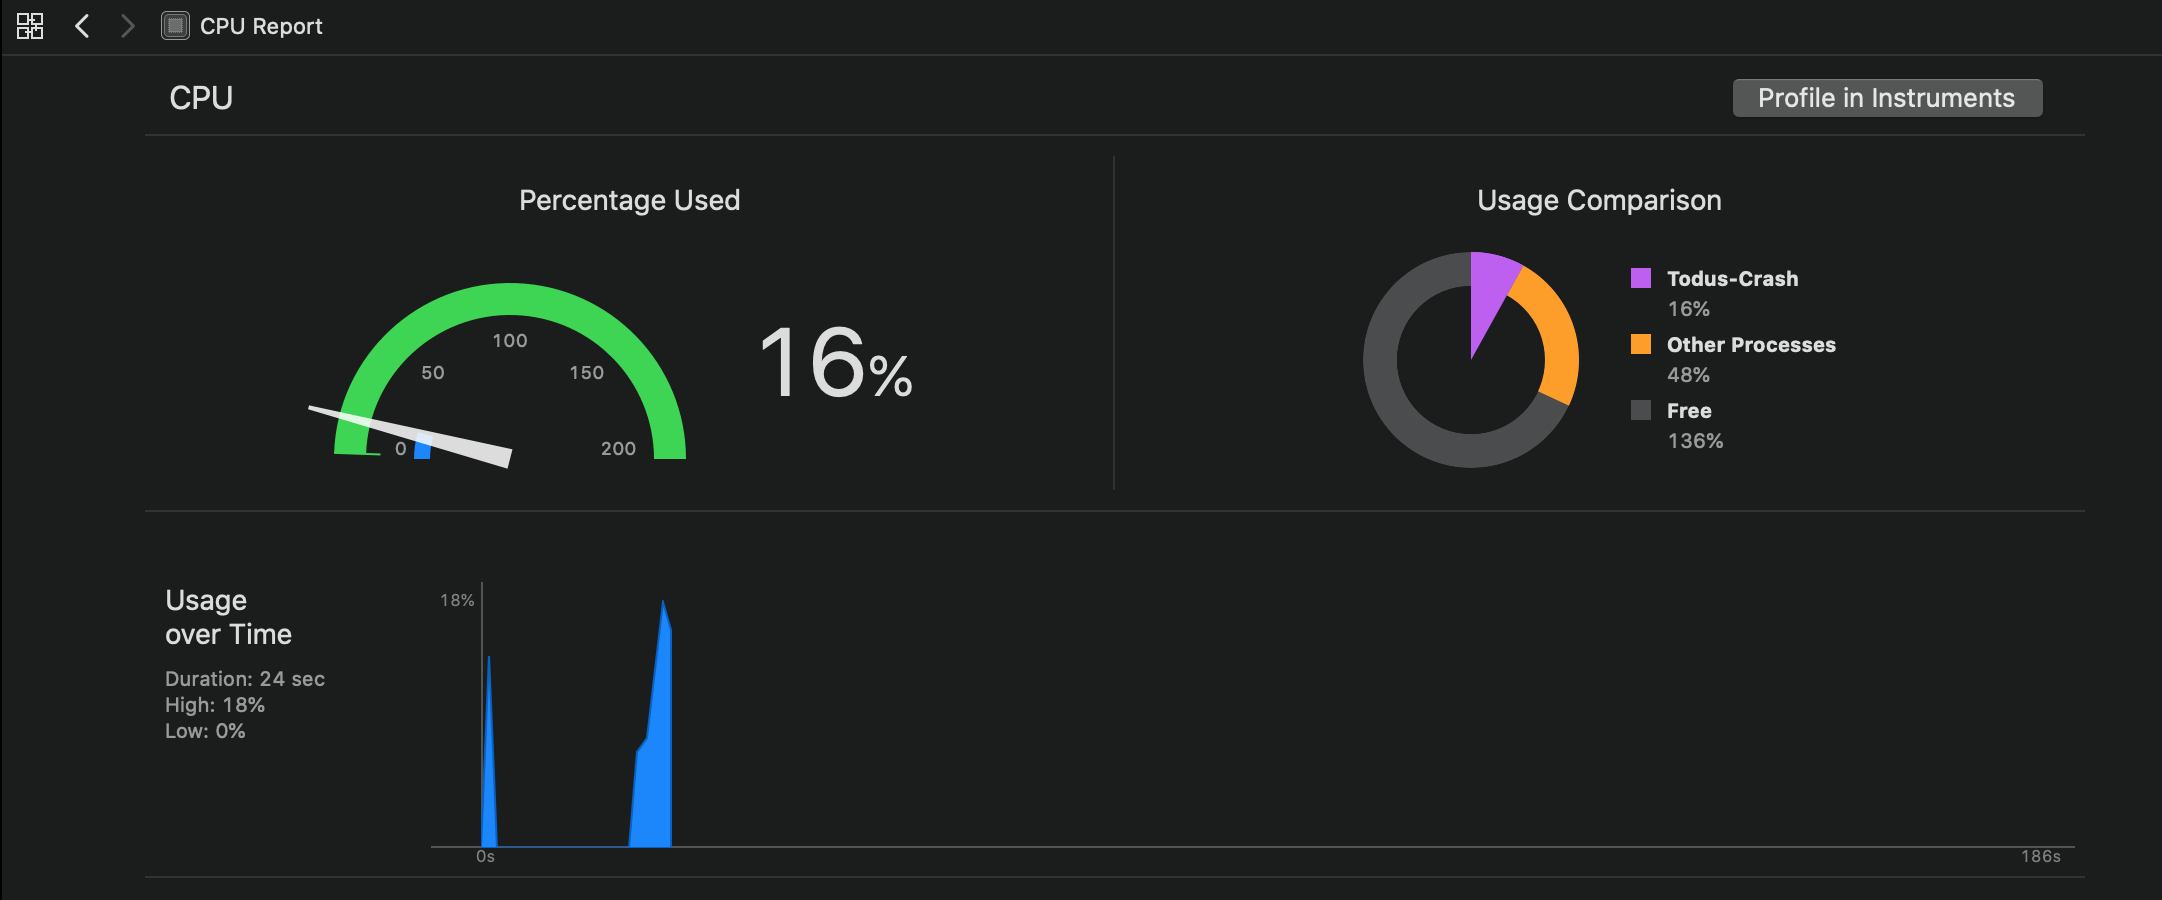 CPU Report
CPU
Profile in Instruments
Percentage Used
0
50
100
150
200
16%
Usage Comparison
Todus-Crash
16%
Other Processes
48%
Free
136%
Usage
over Time
Duration: 24 sec
High: 18%
Low: 0%
18%
0s
186s